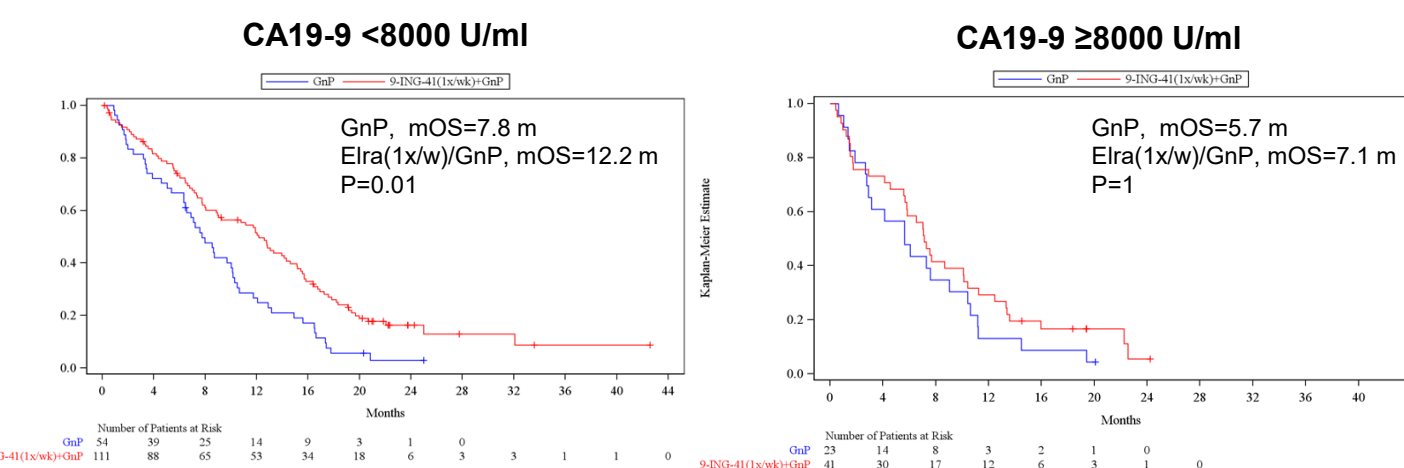 CA19-9 <8000 U/ml
GnP 9-ING-41(1x/wk)+GnP
GnP, mOS=7.8 m
Elra(1x/w)/GnP, mOS=12.2 m
P=0.01
1.0
0.8
0.6
0.4
0.2
0.0
0 4 8 12 16 20 24 28 32 36 40 44
Months
Number of Patients at Risk
GnP 54 39 25 14 9 3 1 0
G-41(1x/wk)+GnP 111 88 65 53 34 18 6 3 3 1 1 0
CA19-9 ≥8000 U/ml
GnP 9-ING-41(1x/wk)+GnP
GnP, mOS=5.7 m
Elra(1x/w)/GnP, mOS=7.1 m
P=1
Kaplan-Meier Estimate
1.0
0.8
0.6
0.4
0.2
0.0
0 4 8 12 16 20 24 28 32 36 40
Months
Number of Patients at Risk
GnP 23 14 8 3 2 1 0
9-ING-41(1x/wk)+GnP 41 30 17 12 6 3 1 0